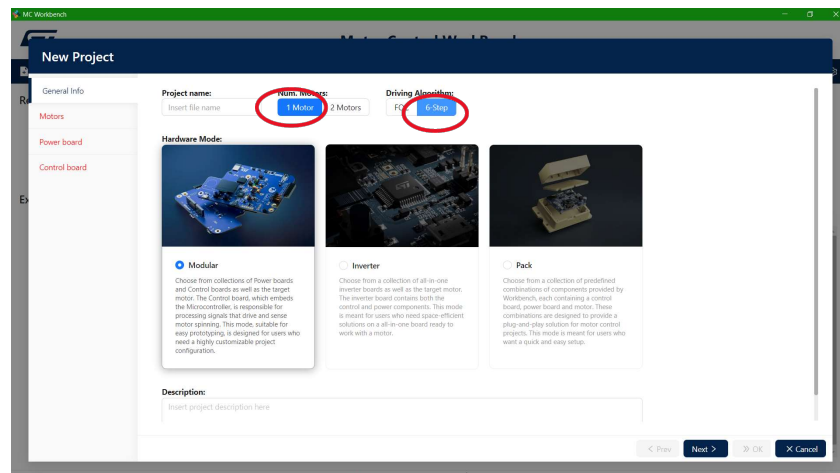 MC Workbench
New Project
General Info
Motors
Power board
Control board
Project name:
Num. Motors:
Driving Algorithm:
Insert file name
1 Motor
2 Motors
6-Step
Hardware Mode:
Modular
Choose from collections of Power boards
and Control boards as well as the target
motor. The Control board, which embeds
the Microcontroller, is responsible for
processing signals that drive and sense
motor spinning. This mode, suitable for
easy prototyping, is designed for users who
need a highly customizable project
configuration.
Inverter
Choose from a collection of all-in-one
inverter boards as well as the target motor.
The inverter board contains both the
control and power components. This mode
is meant for users who need space-efficient
solutions on a all-in-one board ready to
work with a motor.
Pack
Choose from a collection of predefined
combinations of components provided by
Workbench, each containing a control
board, power board and motor. These
combinations are designed to provide a
plug-and-play solution for motor control
projects. This mode is meant for users who
want a quick and easy setup.
Description:
Insert project description here
< Prev
Next >
OK
X Cancel